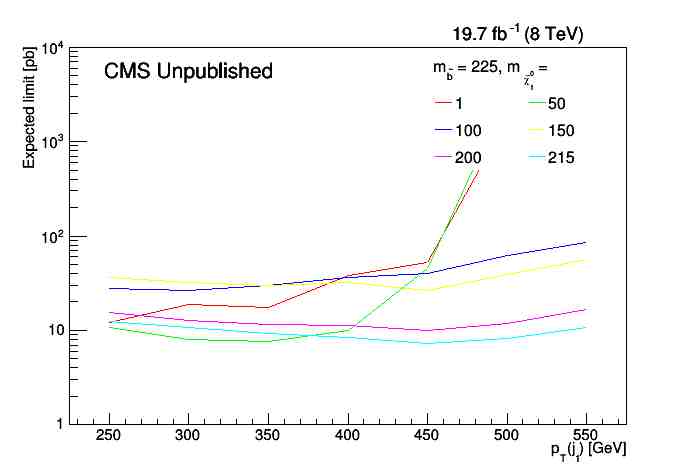 19.7 fb⁻¹ (8 TeV)
CMS Unpublished
m_b̃ = 225, m_χ̃₁⁰ =
1 50
100 150
200 215
Expected limit [pb]
10⁴
10³
10²
10
1
250 300 350 400 450 500 550
p_T(j₁) [GeV]